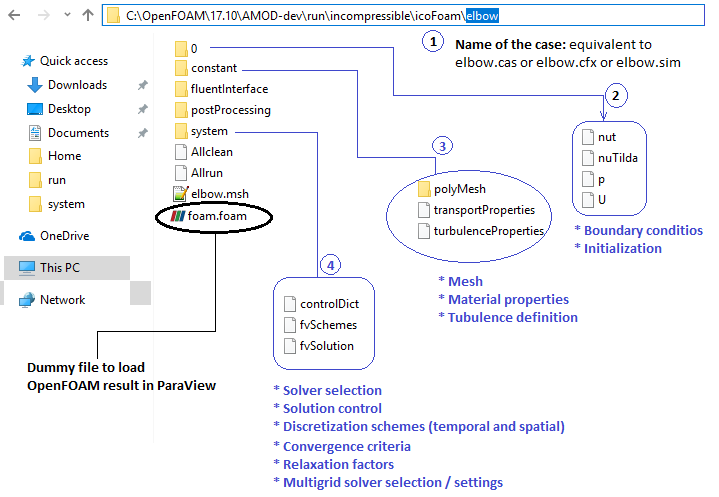 C:\OpenFOAM\17.10\AMOD-dev\run\incompressible\icoFoam\elbow
1
Name of the case: equivalent to
elbow.cas or elbow.cfx or elbow.sim
Quick access
Downloads
Desktop
Documents
Home
run
system
OneDrive
This PC
Network
0
constant
fluentInterface
postProcessing
system
Allclean
Allrun
elbow.msh
foam.foam
Dummy file to load
OpenFOAM result in ParaView
2
nut
nuTilda
p
U
* Boundary conditios
* Initialization
3
polyMesh
transportProperties
turbulenceProperties
* Mesh
* Material properties
* Tubulence definition
4
controlDict
fvSchemes
fvSolution
* Solver selection
* Solution control
* Discretization schemes (temporal and spatial)
* Convergence criteria
* Relaxation factors
* Multigrid solver selection / settings